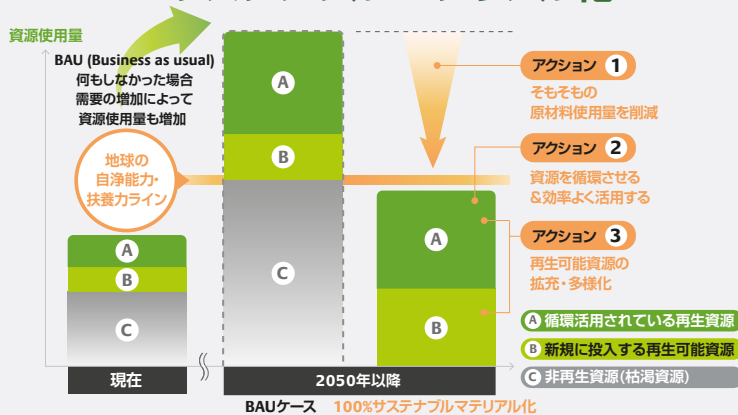 資源使用量
BAU (Business as usual)
何もしなかった場合
需要の増加によって
資源使用量も増加
地球の
自浄能力・
扶養力ライン
A
B
C
A
B
C
A
B
アクション 1
そもそもの
原材料使用量を削減
アクション 2
資源を循環させる
&効率よく活用する
アクション 3
再生可能資源の
拡充・多様化
A 循環活用されている再生資源
B 新規に投入する再生可能資源
C 非再生資源(枯渇資源)
現在
2050年以降
BAUケース 100%サステナブルマテリアル化